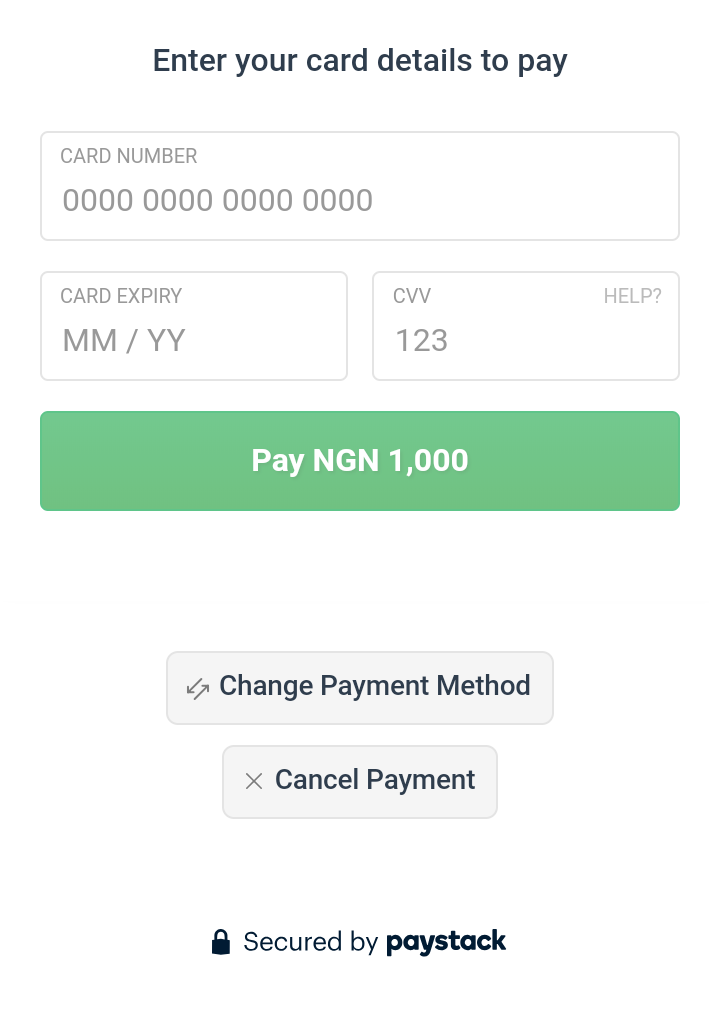 Enter your card details to pay
CARD NUMBER
0000 0000 0000 0000
CARD EXPIRY
MM / YY
CVV HELP?
123
Pay NGN 1,000
Change Payment Method
Cancel Payment
Secured by paystack